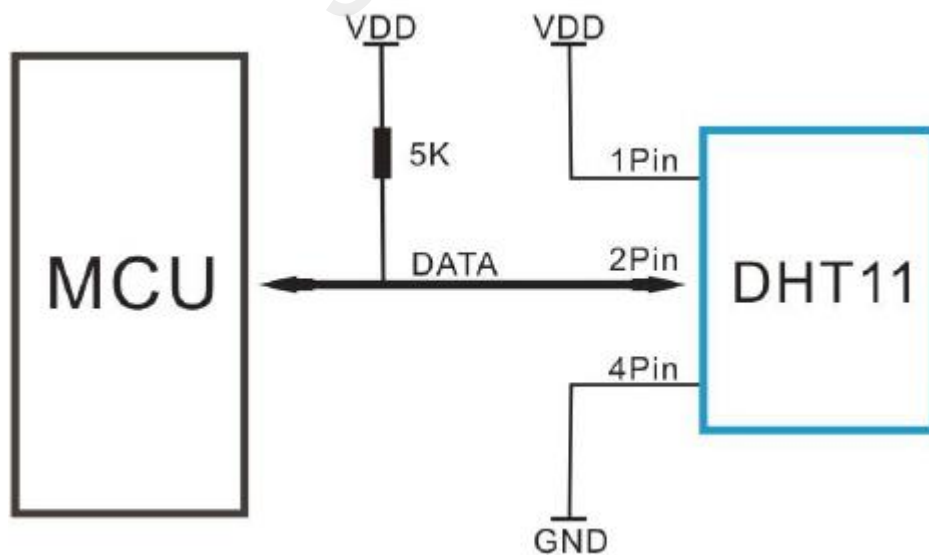 VDD
VDD
5K
1Pin
MCU
DATA
2Pin
DHT11
4Pin
GND